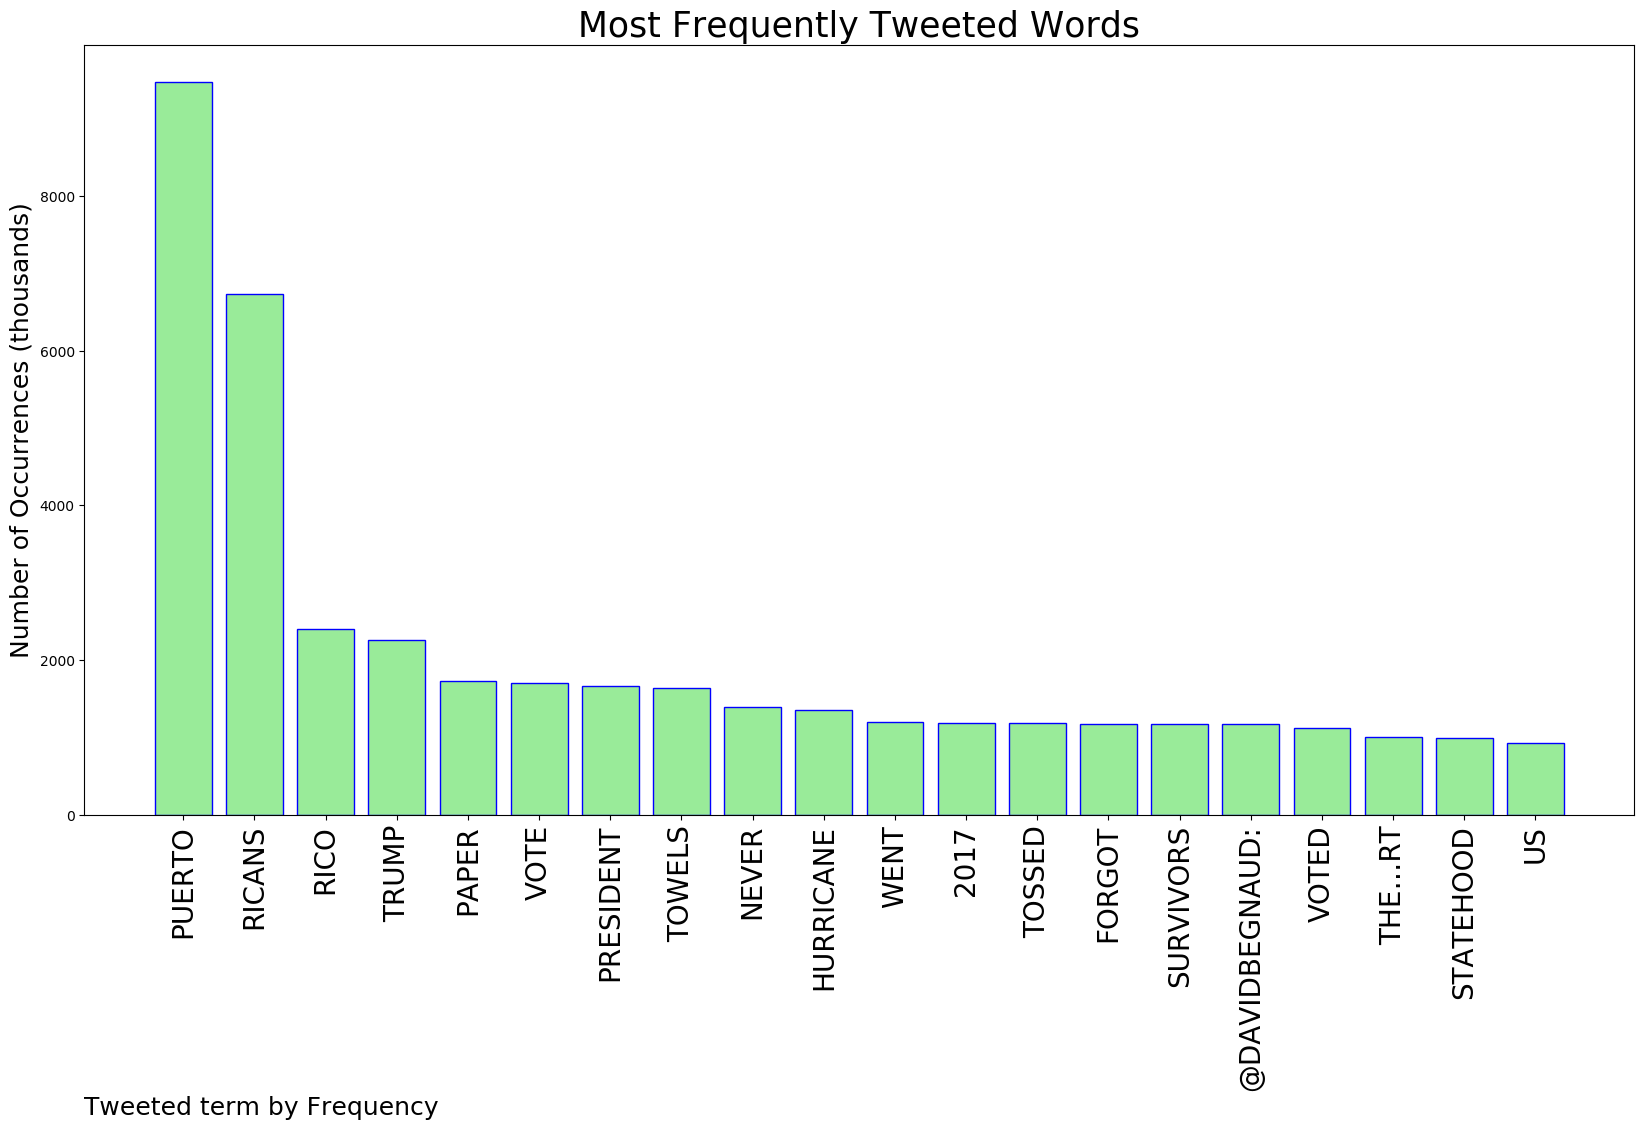 Most Frequently Tweeted Words
Number of Occurrences (thousands)
8000
6000
4000
2000
0
PUERTO
RICANS
RICO
TRUMP
PAPER
VOTE
PRESIDENT
TOWELS
NEVER
HURRICANE
WENT
2017
TOSSED
FORGOT
SURVIVORS
@DAVIDBEGNAUD:
VOTED
THE...RT
STATEHOOD
US
Tweeted term by Frequency